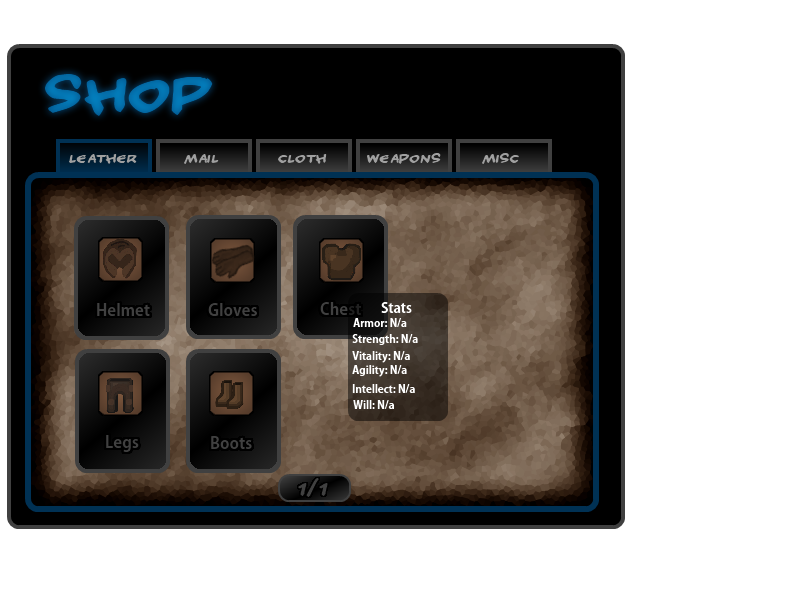 SHOP
LEATHER MAIL CLOTH WEAPONS MISC
Helmet Gloves Chest
Stats
Armor: N/a
Strength: N/a
Vitality: N/a
Agility: N/a
Intellect: N/a
Will: N/a
Legs Boots
1/1